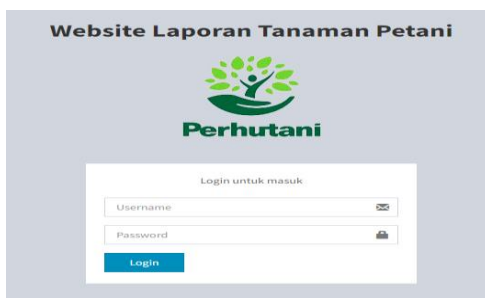 Website Laporan Tanaman Petani
Perhutani
Login untuk masuk
Username
Password
Login